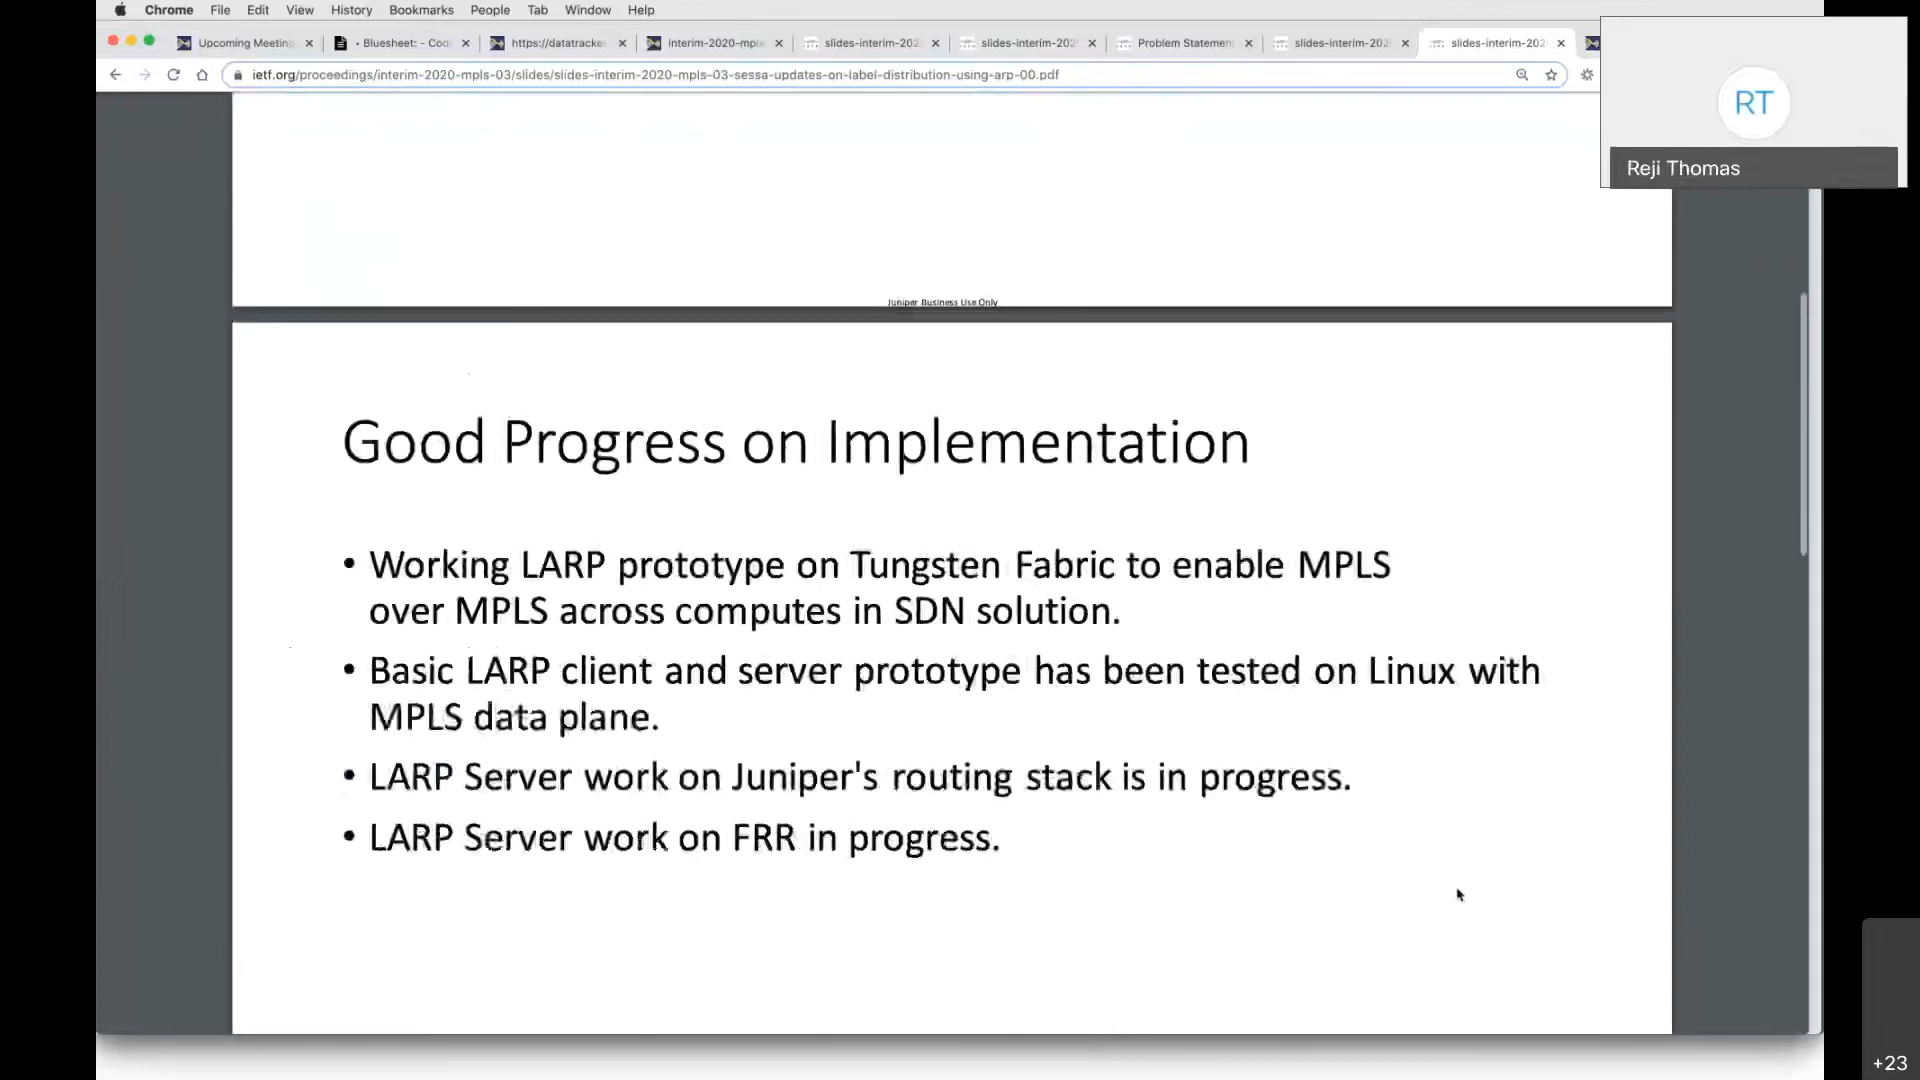 Chrome File Edit View History Bookmarks People Tab Window Help
Upcoming Meeting
• Bluesheet: - Cod
https://datatracke
interim-2020-mpls
slides-interim-202
slides-interim-202
Problem Statemen
slides-interim-202
slides-interim-202
ietf.org/proceedings/interim-2020-mpls-03/slides/slides-interim-2020-mpls-03-sessa-updates-on-label-distribution-using-arp-00.pdf
RT
Reji Thomas
Juniper Business Use Only
Good Progress on Implementation
• Working LARP prototype on Tungsten Fabric to enable MPLS
over MPLS across computes in SDN solution.
• Basic LARP client and server prototype has been tested on Linux with
MPLS data plane.
• LARP Server work on Juniper's routing stack is in progress.
• LARP Server work on FRR in progress.
+23